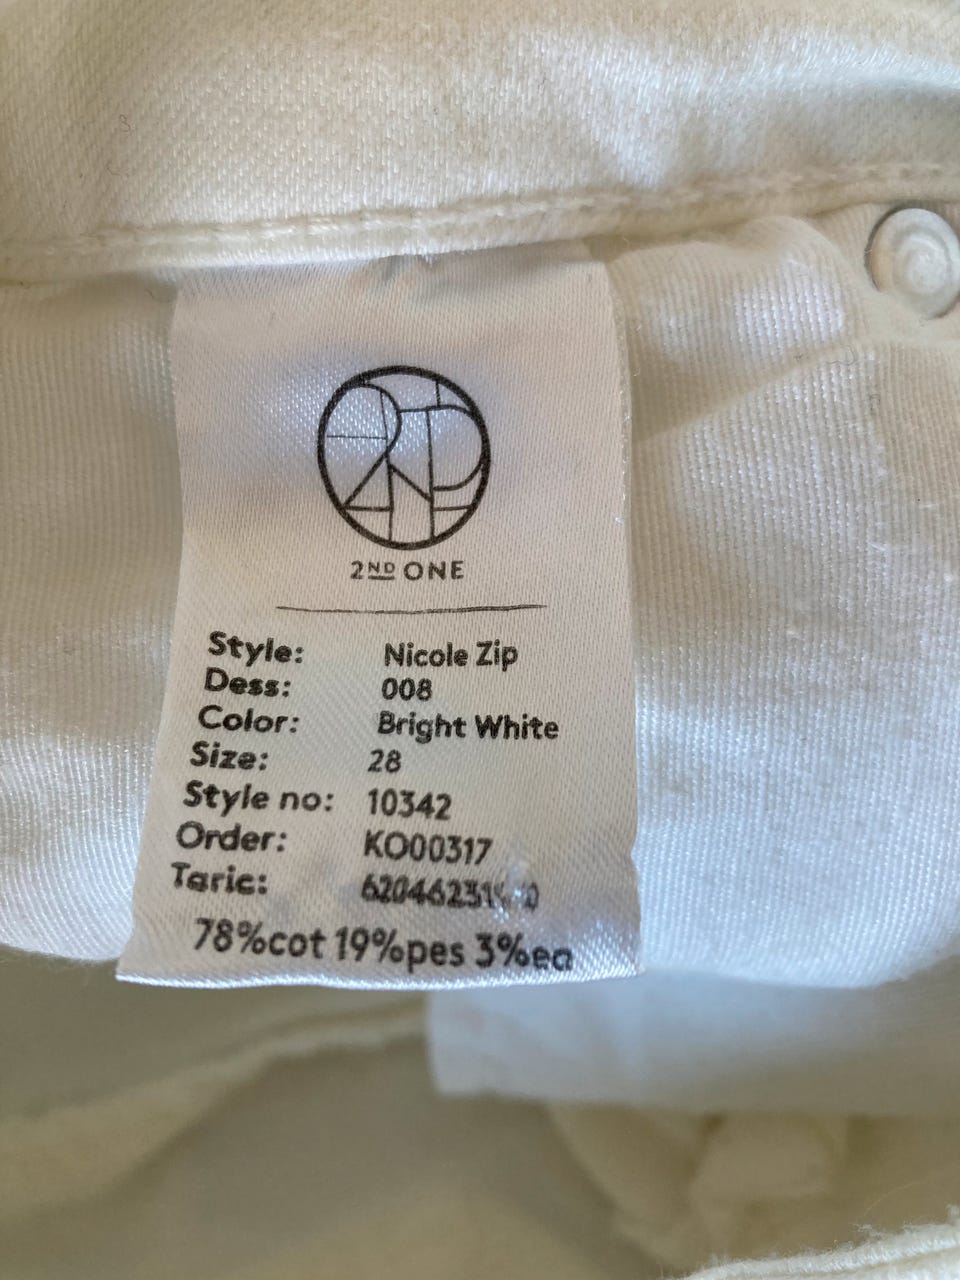 2ND ONE
Style: Nicole Zip
Dess: 008
Color: Bright White
Size: 28
Style no: 10342
Order: KO00317
Taric:
78%cot 19%pes 3%ea